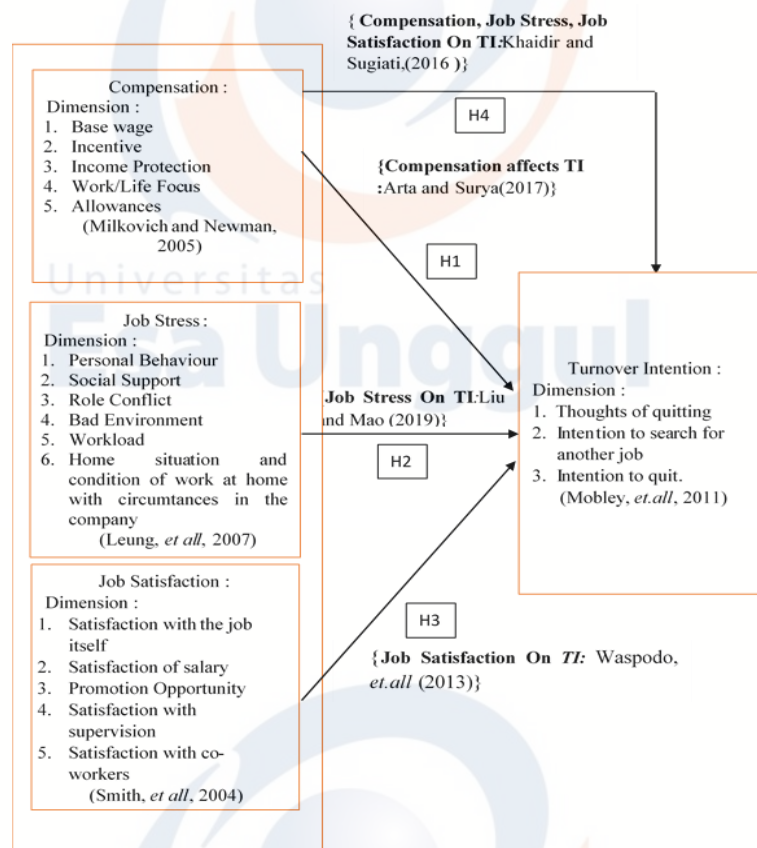 { Compensation, Job Stress, Job
Satisfaction On TI:Khaidir and
Sugiati,(2016 )}
H4
{Compensation affects TI
:Arta and Surya(2017)}
H1
Compensation :
Dimension :
1. Base wage
2. Incentive
3. Income Protection
4. Work/Life Focus
5. Allowances
(Milkovich and Newman,
2005)
Universitas
Esa Unggul
Job Stress :
Dimension :
1. Personal Behaviour
2. Social Support
3. Role Conflict
4. Bad Environment
5. Workload
6. Home situation and
condition of work at home
with circumtances in the
company
(Leung, et all, 2007)
Job Stress On TI:Liu
and Mao (2019)}
H2
Job Satisfaction :
Dimension :
1. Satisfaction with the job
itself
2. Satisfaction of salary
3. Promotion Opportunity
4. Satisfaction with
supervision
5. Satisfaction with co-
workers
(Smith, et all, 2004)
H3
{Job Satisfaction On TI: Waspodo,
et.all (2013)}
Turnover Intention :
Dimension :
1. Thoughts of quitting
2. Intention to search for
another job
3. Intention to quit.
(Mobley, et.all, 2011)